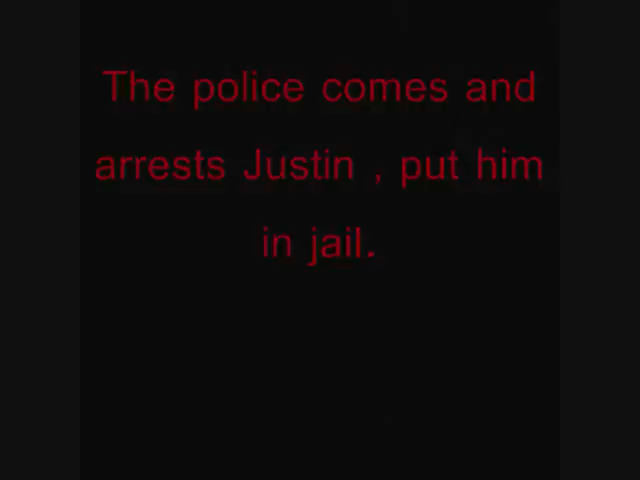 The police comes and
arrests Justin , put him
in jail.